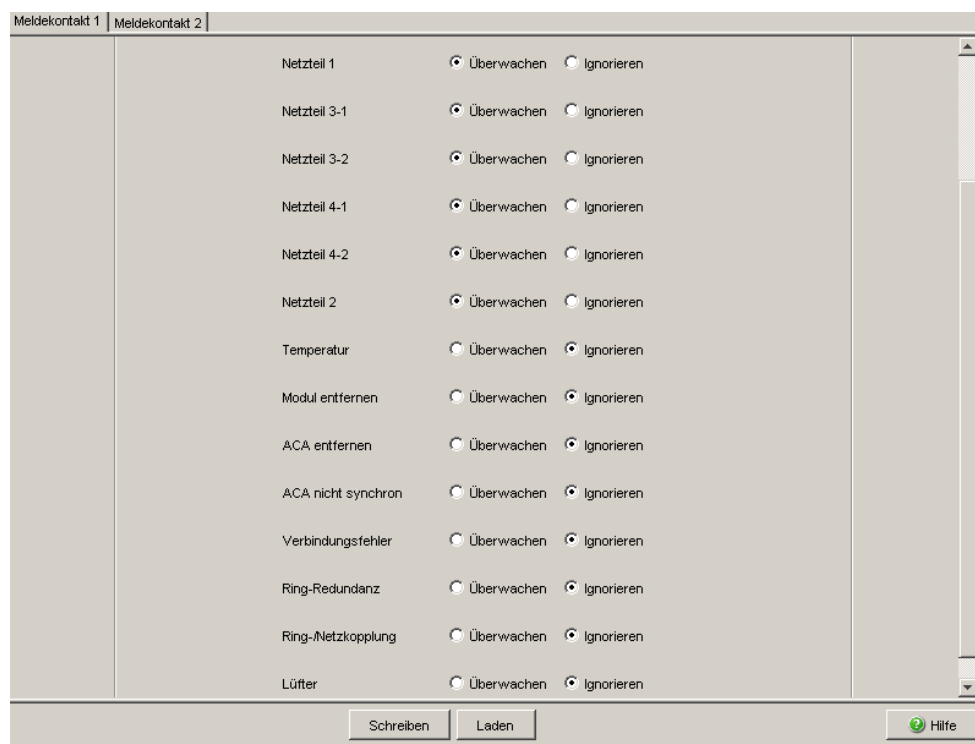 Meldekontakt 1 Meldekontakt 2
Netzteil 1 Überwachen Ignorieren
Netzteil 3-1 Überwachen Ignorieren
Netzteil 3-2 Überwachen Ignorieren
Netzteil 4-1 Überwachen Ignorieren
Netzteil 4-2 Überwachen Ignorieren
Netzteil 2 Überwachen Ignorieren
Temperatur Überwachen Ignorieren
Modul entfernen Überwachen Ignorieren
ACA entfernen Überwachen Ignorieren
ACA nicht synchron Überwachen Ignorieren
Verbindungsfehler Überwachen Ignorieren
Ring-Redundanz Überwachen Ignorieren
Ring-/Netzkopplung Überwachen Ignorieren
Lüfter Überwachen Ignorieren
Schreiben Laden Hilfe